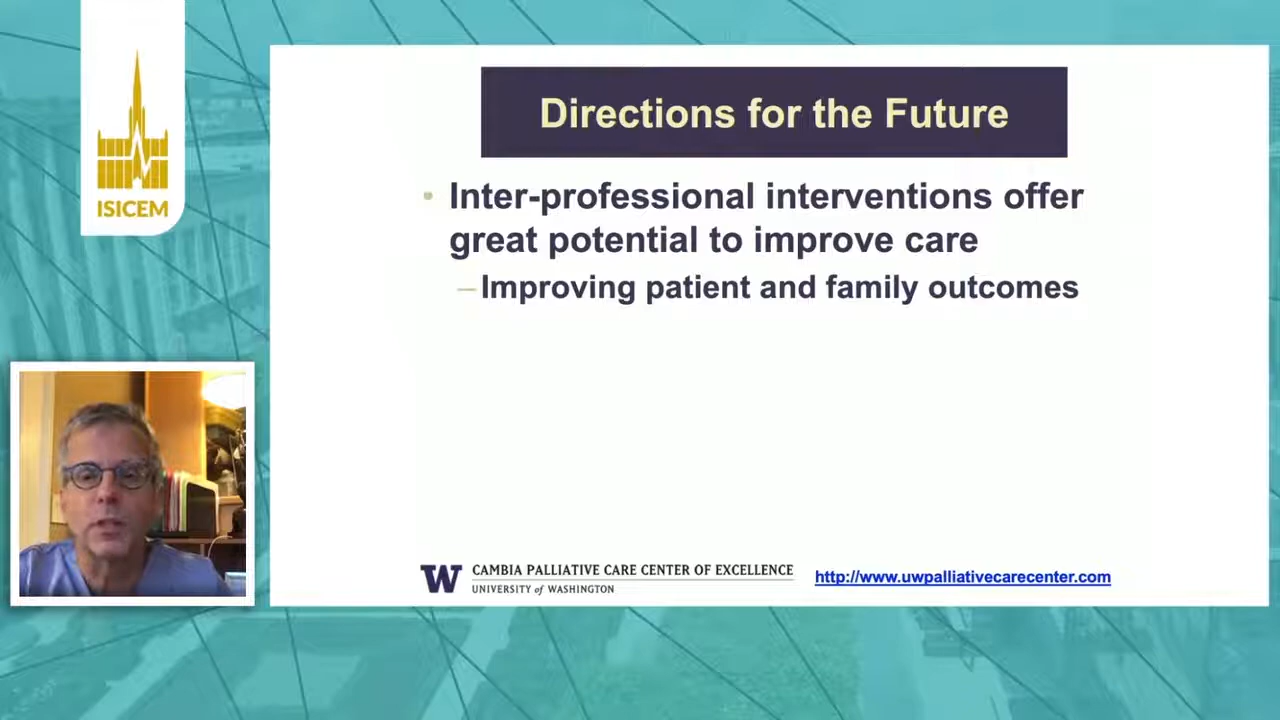 ISICEM
Directions for the Future
• Inter-professional interventions offer
great potential to improve care
– Improving patient and family outcomes
W CAMBIA PALLIATIVE CARE CENTER OF EXCELLENCE
UNIVERSITY of WASHINGTON
http://www.uwpalliativecarecenter.com